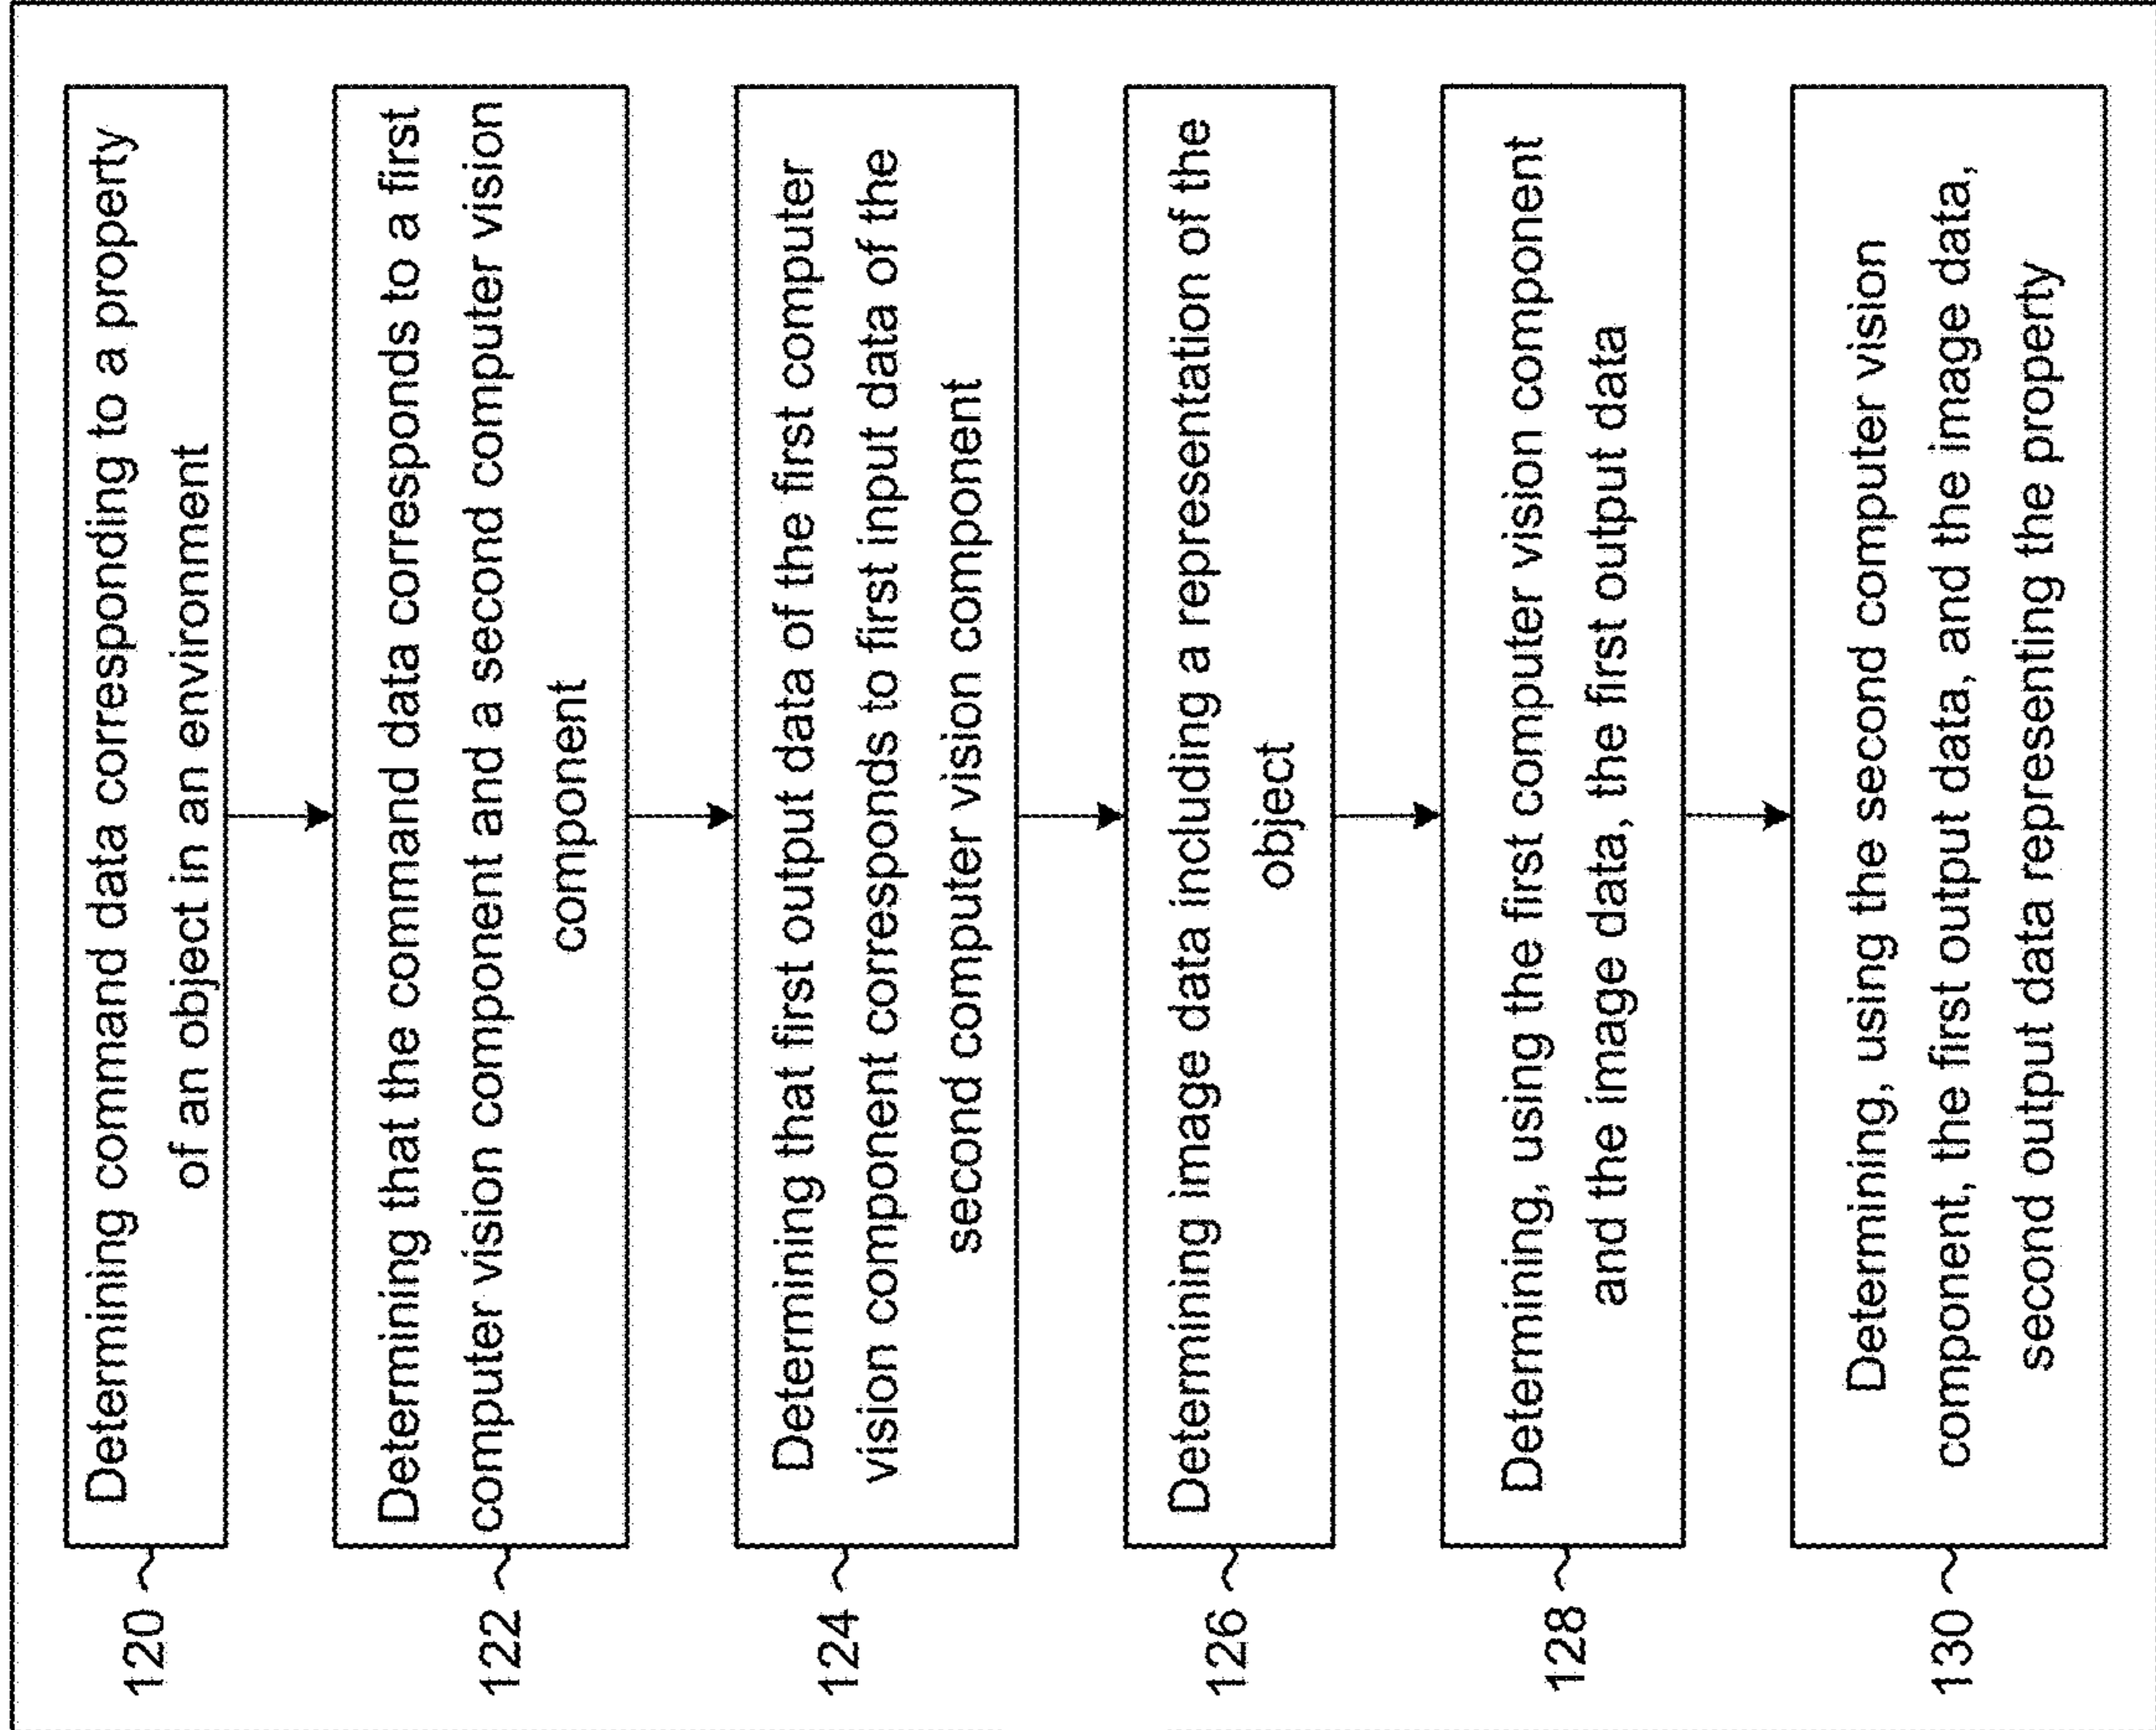 120
Determining command data corresponding to a property
of an object in an environment
122
Determining that the command data corresponds to a first
computer vision component and a second computer vision
component
124
Determining that first output data of the first computer
vision component corresponds to first input data of the
second computer vision component
126
Determining image data including a representation of the
object
128
Determining, using the first computer vision component
and the image data, the first output data
130
Determining, using the second computer vision
component, the first output data, and the image data,
second output data representing the property